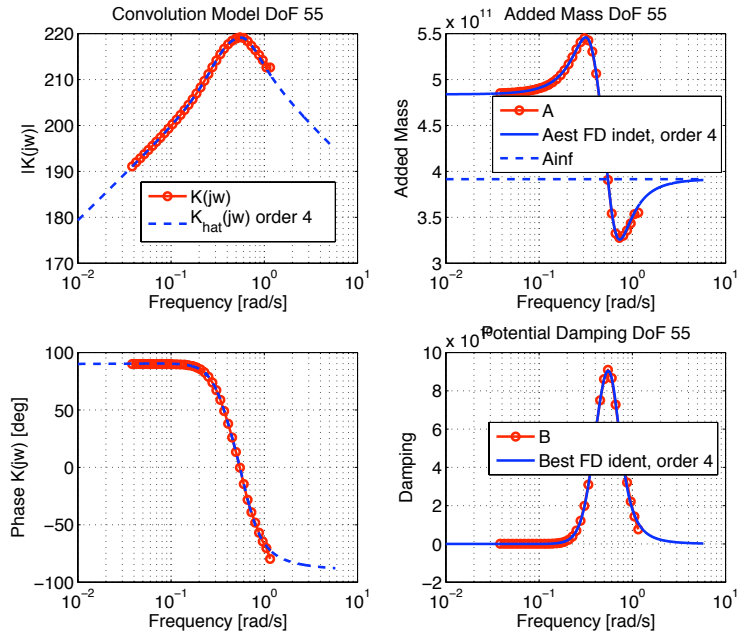 Convolution Model DoF 55
220
210
200
190
180
170
|K(jw)|
K(jw)
K_hat(jw) order 4
10^-2 10^-1 10^0 10^1
Frequency [rad/s]
x 10^11 Added Mass DoF 55
5.5
5
4.5
4
3.5
3
Added Mass
A
Aest FD indet, order 4
Ainf
10^-2 10^-1 10^0 10^1
Frequency [rad/s]
100
50
0
−50
−100
Phase K(jw) [deg]
10^-2 10^-1 10^0 10^1
Frequency [rad/s]
x 10 Potential Damping DoF 55
10
8
6
4
2
0
−2
Damping
B
Best FD ident, order 4
10^-2 10^-1 10^0 10^1
Frequency [rad/s]